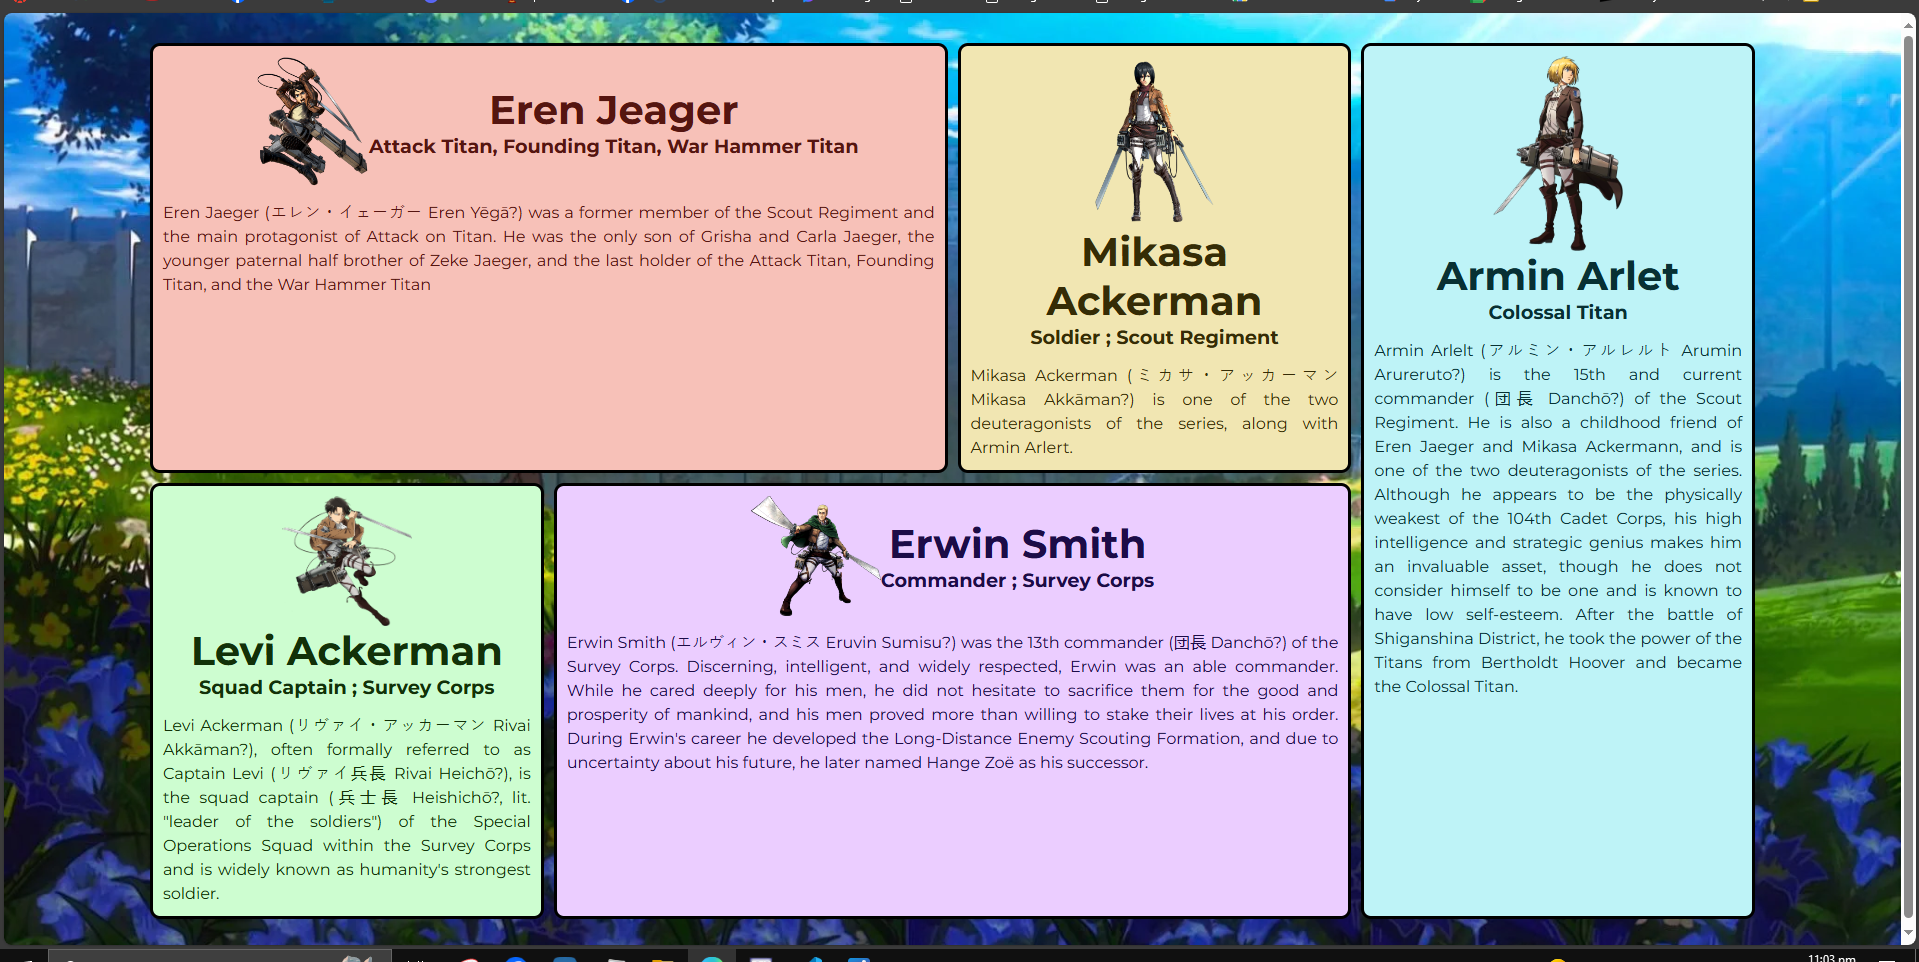 Eren Jeager
Attack Titan, Founding Titan, War Hammer Titan
Eren Jaeger (エレン・イェーガー Eren Yēgā?) was a former member of the Scout Regiment and
the main protagonist of Attack on Titan. He was the only son of Grisha and Carla Jaeger, the
younger paternal half brother of Zeke Jaeger, and the last holder of the Attack Titan, Founding
Titan, and the War Hammer Titan
Mikasa
Ackerman
Soldier ; Scout Regiment
Mikasa Ackerman (ミカサ・アッカーマン
Mikasa Akkāman?) is one of the two
deuteragonists of the series, along with
Armin Arlert.
Armin Arlet
Colossal Titan
Armin Arlelt (アルミン・アルレルト Arumin
Arureruto?) is the 15th and current
commander (団長 Danchō?) of the Scout
Regiment. He is also a childhood friend of
Eren Jaeger and Mikasa Ackermann, and is
one of the two deuteragonists of the series.
Although he appears to be the physically
weakest of the 104th Cadet Corps, his high
intelligence and strategic genius makes him
an invaluable asset, though he does not
consider himself to be one and is known to
have low self-esteem. After the battle of
Shiganshina District, he took the power of the
Titans from Bertholdt Hoover and became
the Colossal Titan.
Levi Ackerman
Squad Captain ; Survey Corps
Levi Ackerman (リヴァイ・アッカーマン Rivai
Akkāman?), often formally referred to as
Captain Levi (リヴァイ兵長 Rivai Heichō?), is
the squad captain (兵士長 Heishichō?, lit.
"leader of the soldiers") of the Special
Operations Squad within the Survey Corps
and is widely known as humanity's strongest
soldier.
Erwin Smith
Commander ; Survey Corps
Erwin Smith (エルヴィン・スミス Eruvin Sumisu?) was the 13th commander (団長 Danchō?) of the
Survey Corps. Discerning, intelligent, and widely respected, Erwin was an able commander.
While he cared deeply for his men, he did not hesitate to sacrifice them for the good and
prosperity of mankind, and his men proved more than willing to stake their lives at his order.
During Erwin's career he developed the Long-Distance Enemy Scouting Formation, and due to
uncertainty about his future, he later named Hange Zoë as his successor.
11:03 pm